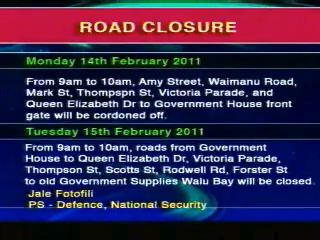 ROAD CLOSURE
Monday 14th February 2011
From 9am to 10am, Amy Street, Waimanu Road,
Mark St, Thompspn St, Victoria Parade, and
Queen Elizabeth Dr to Government House front
gate will be cordoned off.
Tuesday 15th February 2011
From 9am to 10am, roads from Government
House to Queen Elizabeth Dr, Victoria Parade,
Thompson St, Scotts St, Rodwell Rd, Forster St
to old Government Supplies Walu Bay will be closed.
Jale Fotofili
PS - Defence, National Security